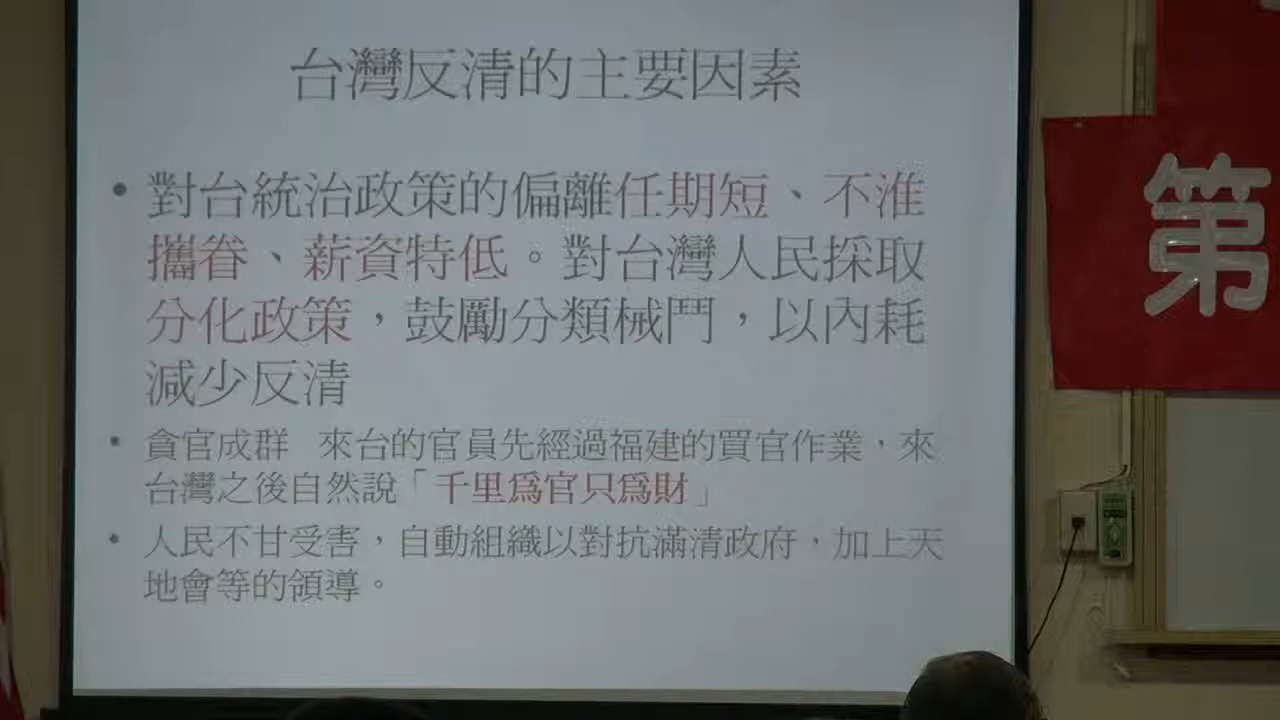 台灣反清的主要因素
• 對台統治政策的偏離任期短、不准
攜眷、薪資特低。對台灣人民採取
分化政策，鼓勵分類械鬥，以內耗
減少反清
• 貪官成群 來台的官員先經過福建的買官作業，來
台灣之後自然說「千里為官只為財」
• 人民不甘受害，自動組織以對抗滿清政府，加上天
地會等的領導。
第